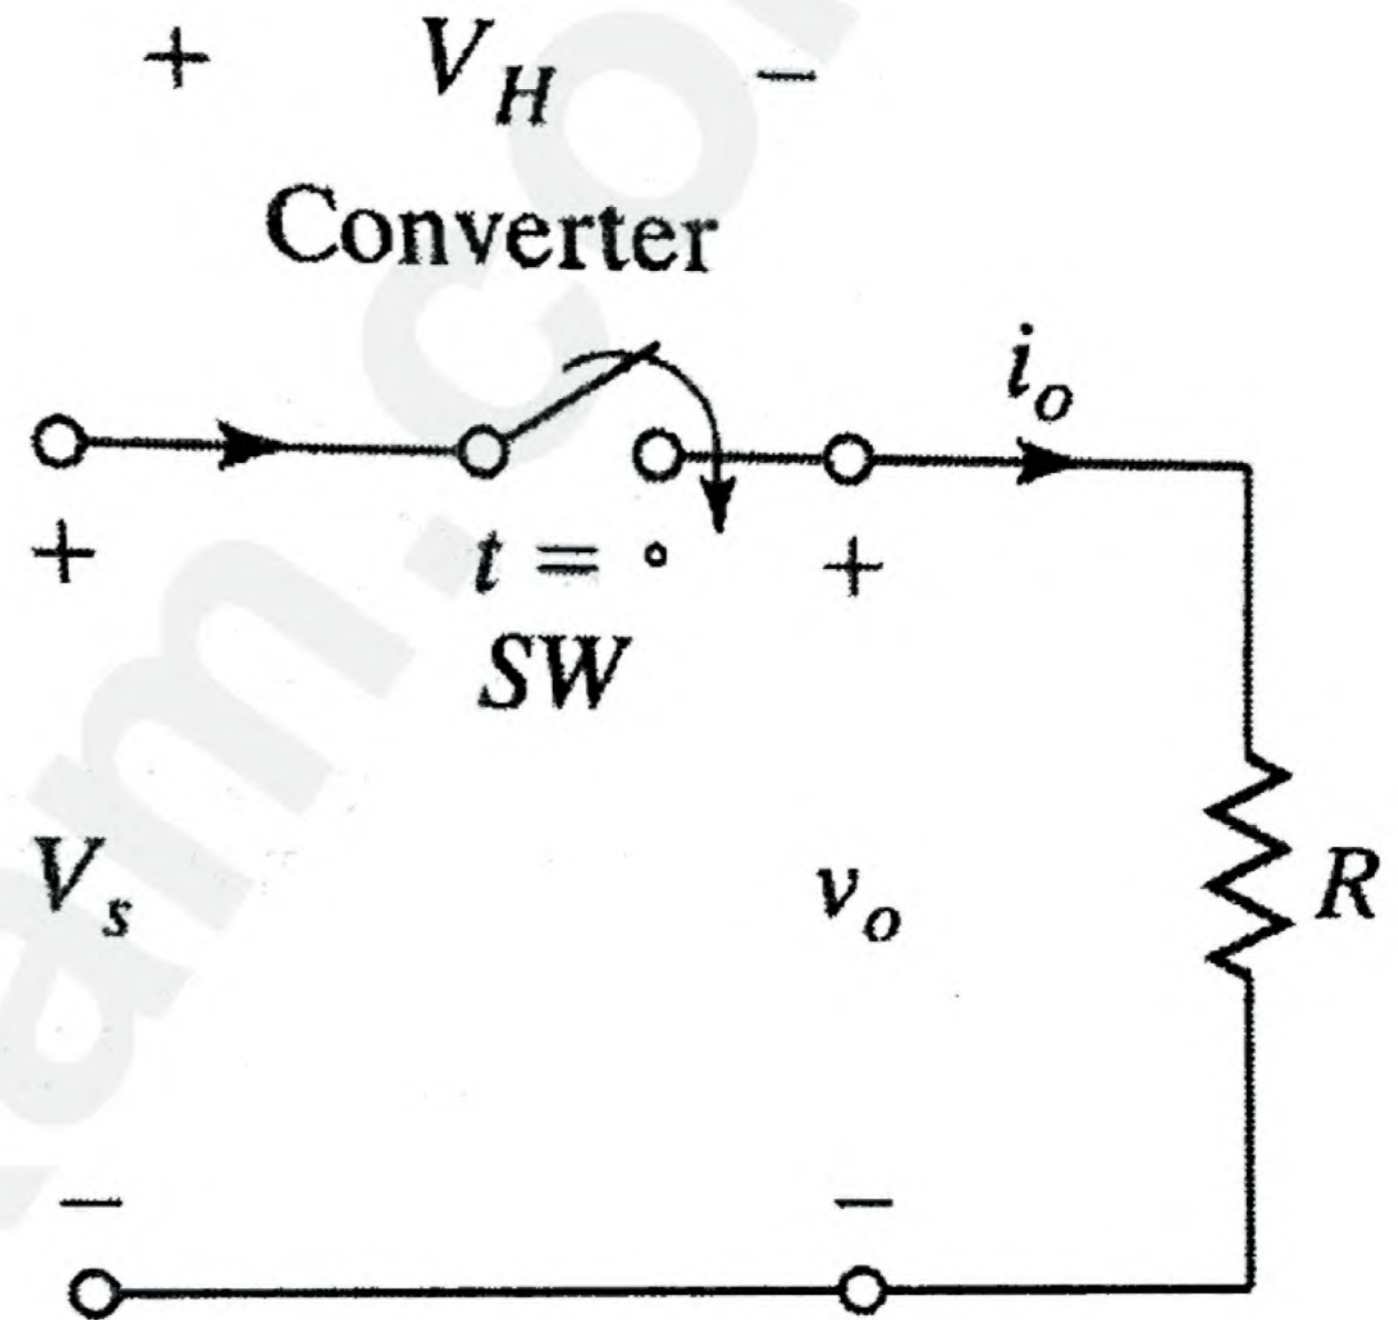 + V_H −
Converter
i_o
+ t = ° +
SW
V_s v_o R
− −